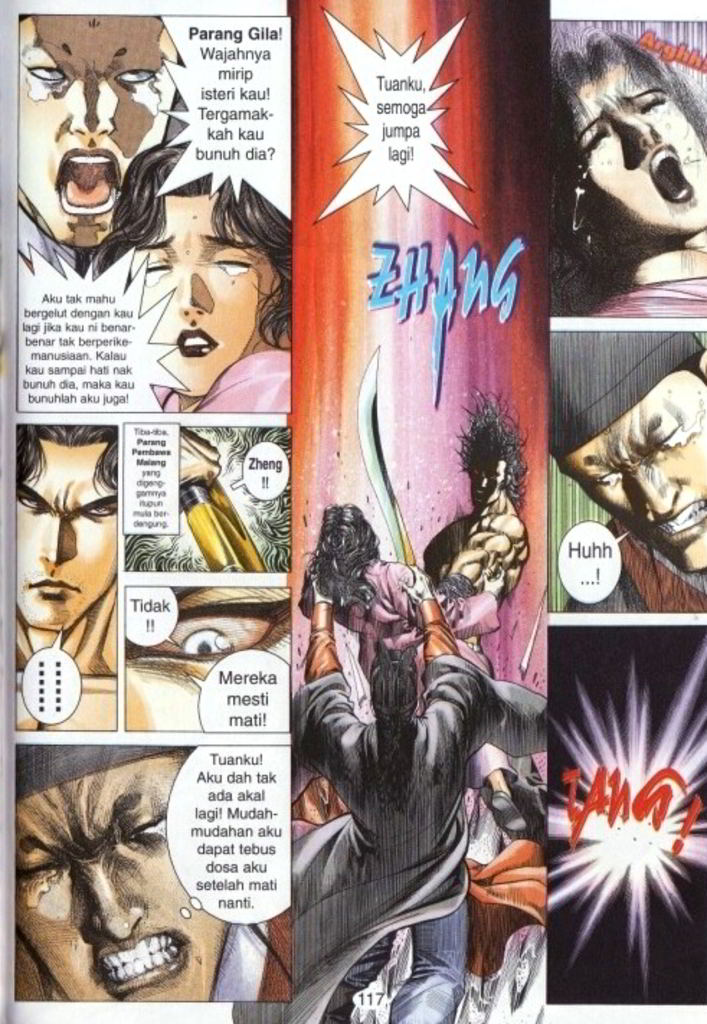 Parang Gila!
Wajahnya
mirip
isteri kau!
Tergamak-
kah kau
bunuh dia?
Aku tak mahu
bergelut dengan kau
lagi jika kau ni benar-
benar tak berperike-
manusiaan. Kalau
kau sampai hati nak
bunuh dia, maka kau
bunuhlah aku juga!
Tiba-tiba,
Parang
Pembawa
Malang
yang
digeng-
gamnya
itupun
mula ber-
dengung.
Zheng
!!
Tidak
!!
Mereka
mesti
mati!
Tuanku!
Aku dah tak
ada akal
lagi! Mudah-
mudahan aku
dapat tebus
dosa aku
setelah mati
nanti.
Tuanku,
semoga
jumpa
lagi!
ZHANG
Arghh!
Huhh
...!
TANG!
117